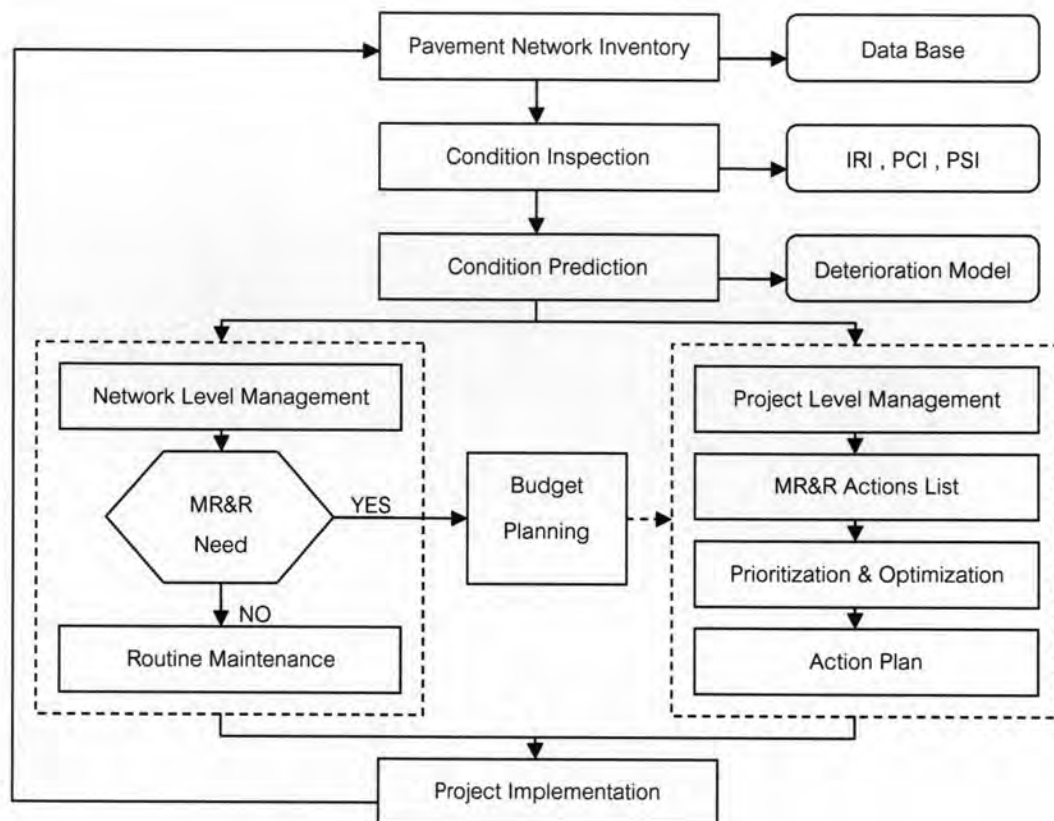 Pavement Network Inventory
Data Base
Condition Inspection
IRI , PCI , PSI
Condition Prediction
Deterioration Model
Network Level Management
MR&R
Need
YES
NO
Routine Maintenance
Budget
Planning
Project Level Management
MR&R Actions List
Prioritization & Optimization
Action Plan
Project Implementation